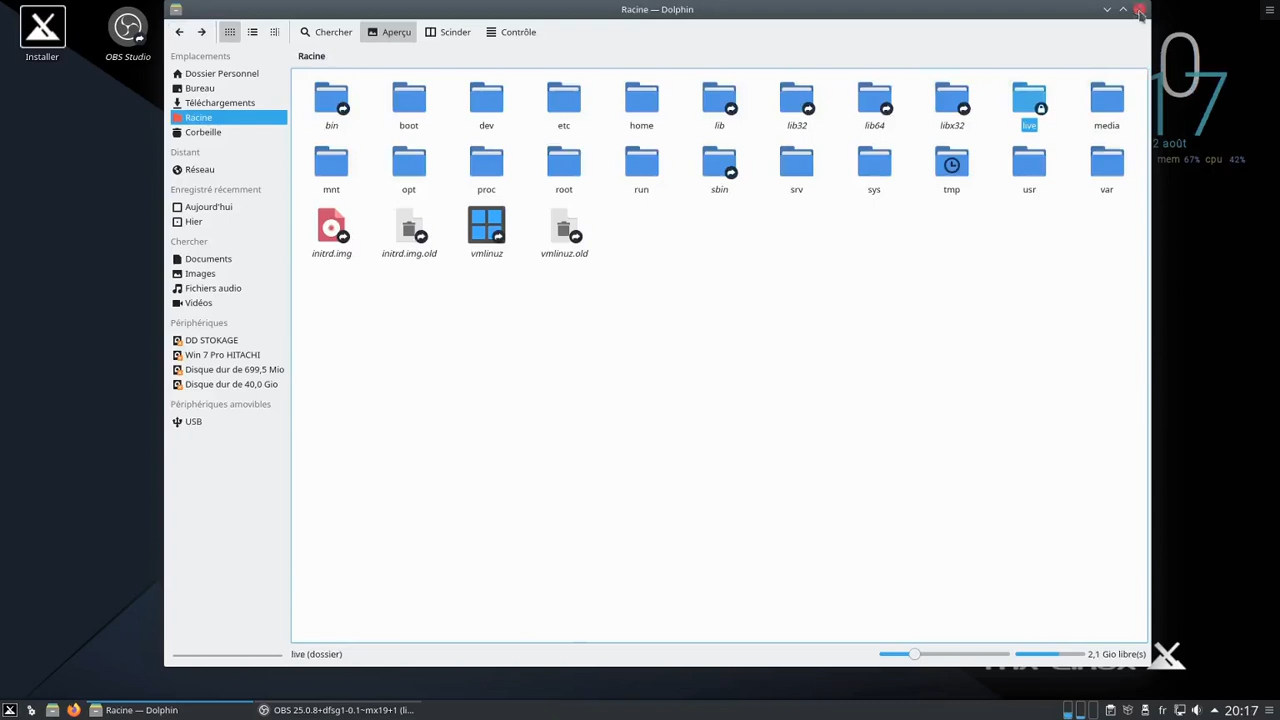 Racine — Dolphin
Installer
OBS Studio
Chercher
Aperçu
Scinder
Contrôle
Emplacements
Dossier Personnel
Bureau
Téléchargements
Racine
Corbeille
Distant
Réseau
Enregistré récemment
Aujourd'hui
Hier
Chercher
Documents
Images
Fichiers audio
Vidéos
Périphériques
DD STOKAGE
Win 7 Pro HITACHI
Disque dur de 699,5 Mio
Disque dur de 40,0 Gio
Périphériques amovibles
USB
Racine
bin boot dev etc home lib lib32 lib64 libx32 live media
mnt opt proc root run sbin srv sys tmp usr var
initrd.img initrd.img.old vmlinuz vmlinuz.old
live (dossier)
2,1 Gio libre(s)
0
17
2 août
mem 67% cpu 42%
Racine — Dolphin
OBS 25.0.8+dfsg1-0.1~mx19+1 (li...
fr
20:17